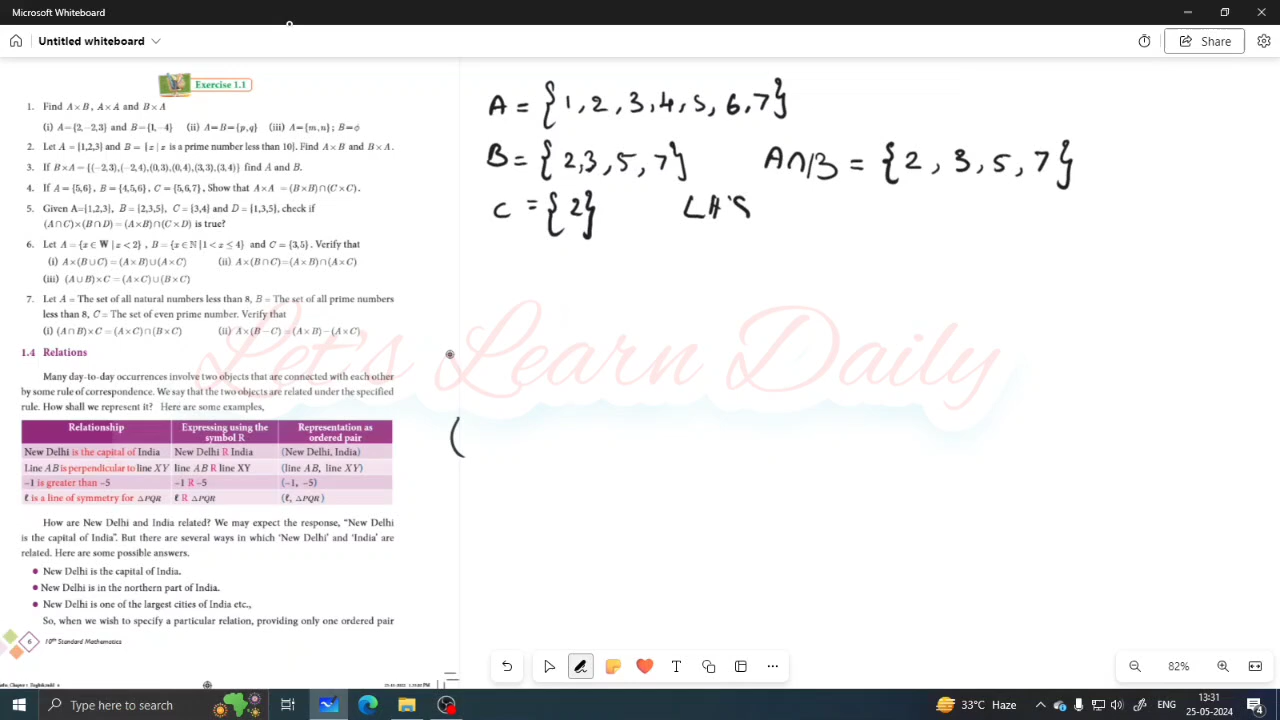 Microsoft Whiteboard
Untitled whiteboard
Share
Exercise 1.1
1. Find A×B, A×A and B×A
(i) A={2,−2,3} and B={1,−4} (ii) A=B={p,q} (iii) A={m,n}; B=ϕ
2. Let A = {1,2,3} and B = {x | x is a prime number less than 10}. Find A×B and B×A.
3. If B×A = {(−2,3),(−2,4),(0,3),(0,4),(3,3),(3,4)} find A and B.
4. If A = {5,6}, B = {4,5,6}, C = {5,6,7}, Show that A×A = (B×B)∩(C×C).
5. Given A={1,2,3}, B = {2,3,5}, C = {3,4} and D = {1,3,5}, check if
(A∩C)×(B∩D) = (A×B)∩(C×D) is true?
6. Let A = {x ∈ 𝕎 | x < 2}, B = {x ∈ ℕ | 1 < x ≤ 4} and C = {3,5}. Verify that
(i) A×(B∪C) = (A×B)∪(A×C) (ii) A×(B∩C)=(A×B)∩(A×C)
(iii) (A∪B)×C = (A×C)∪(B×C)
7. Let A = The set of all natural numbers less than 8, B = The set of all prime numbers
less than 8, C = The set of even prime number. Verify that
(i) (A∩B)×C = (A×C)∩(B×C) (ii) A×(B−C) = (A×B)−(A×C)
1.4 Relations
Many day-to-day occurrences involve two objects that are connected with each other
by some rule of correspondence. We say that the two objects are related under the specified
rule. How shall we represent it? Here are some examples,
Relationship Expressing using the symbol R Representation as ordered pair
New Delhi is the capital of India New Delhi R India (New Delhi, India)
Line AB is perpendicular to line XY line AB R line XY (line AB, line XY)
−1 is greater than −5 −1 R −5 (−1, −5)
ℓ is a line of symmetry for △PQR ℓ R △PQR (ℓ, △PQR)
How are New Delhi and India related? We may expect the response, “New Delhi
is the capital of India”. But there are several ways in which ‘New Delhi’ and ‘India’ are
related. Here are some possible answers.
• New Delhi is the capital of India.
• New Delhi is in the northern part of India.
• New Delhi is one of the largest cities of India etc.,
So, when we wish to specify a particular relation, providing only one ordered pair
6 10th Standard Mathematics
A = {1,2,3,4,5,6,7}
B = {2,3,5,7} A∩B = {2,3,5,7}
C = {2} LH'S
(
Let's Learn Daily
82%
Type here to search
33°C Haze
ENG
13:31
25-05-2024